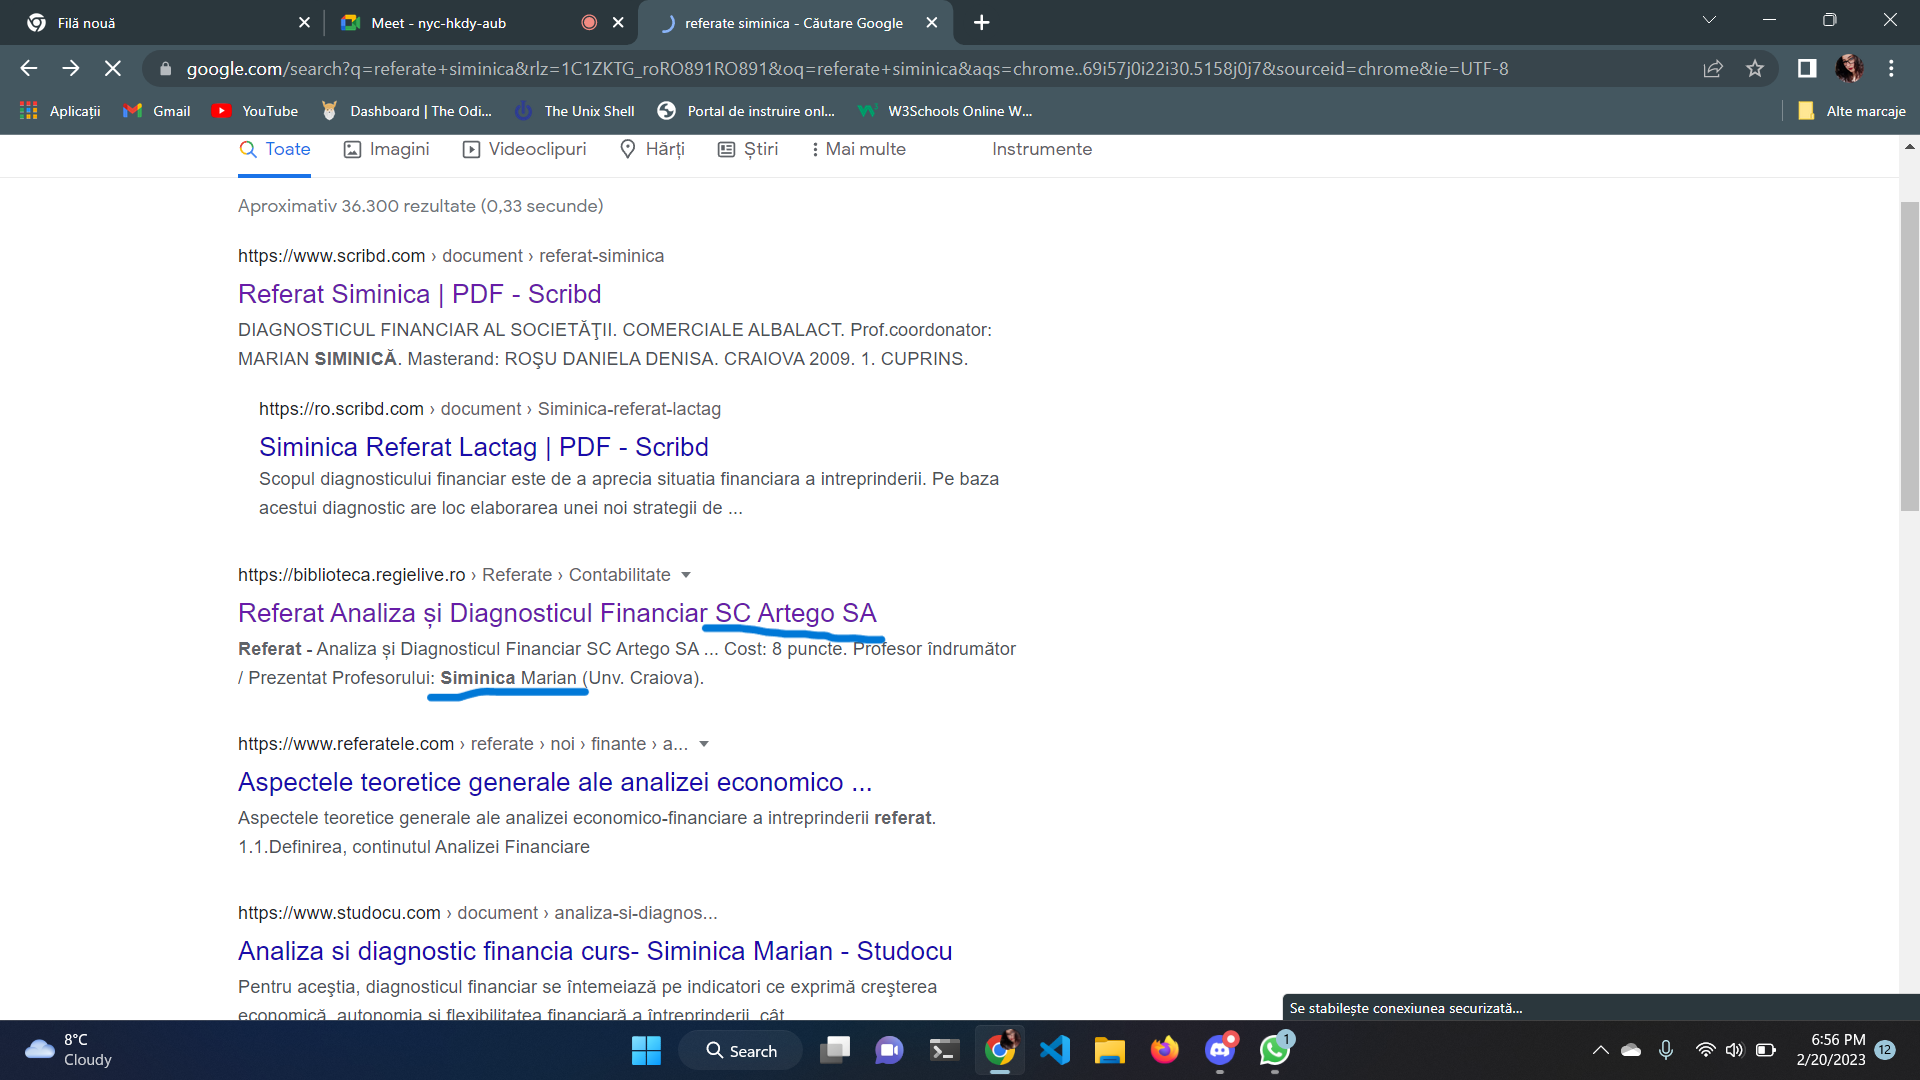 Filă nouă
Meet - nyc-hkdy-aub
referate siminica - Căutare Google
google.com/search?q=referate+siminica&rlz=1C1ZKTG_roRO891RO891&oq=referate+siminica&aqs=chrome..69i57j0i22i30.5158j0j7&sourceid=chrome&ie=UTF-8
Aplicații
Gmail
YouTube
Dashboard | The Odi...
The Unix Shell
Portal de instruire onl...
W3Schools Online W...
Alte marcaje
Toate
Imagini
Videoclipuri
Hărți
Știri
Mai multe
Instrumente
Aproximativ 36.300 rezultate (0,33 secunde)
https://www.scribd.com › document › referat-siminica
Referat Siminica | PDF - Scribd
DIAGNOSTICUL FINANCIAR AL SOCIETĂŢII. COMERCIALE ALBALACT. Prof.coordonator:
MARIAN SIMINICĂ. Masterand: ROŞU DANIELA DENISA. CRAIOVA 2009. 1. CUPRINS.
https://ro.scribd.com › document › Siminica-referat-lactag
Siminica Referat Lactag | PDF - Scribd
Scopul diagnosticului financiar este de a aprecia situatia financiara a intreprinderii. Pe baza
acestui diagnostic are loc elaborarea unei noi strategii de ...
https://biblioteca.regielive.ro › Referate › Contabilitate
Referat Analiza și Diagnosticul Financiar SC Artego SA
Referat - Analiza și Diagnosticul Financiar SC Artego SA ... Cost: 8 puncte. Profesor îndrumător
/ Prezentat Profesorului: Siminica Marian (Unv. Craiova).
https://www.referatele.com › referate › noi › finante › a...
Aspectele teoretice generale ale analizei economico ...
Aspectele teoretice generale ale analizei economico-financiare a intreprinderii referat.
1.1.Definirea, continutul Analizei Financiare
https://www.studocu.com › document › analiza-si-diagnos...
Analiza si diagnostic financia curs- Siminica Marian - Studocu
Pentru aceştia, diagnosticul financiar se întemeiază pe indicatori ce exprimă creşterea
economică, autonomia şi flexibilitatea financiară a întreprinderii, cât
Se stabilește conexiunea securizată...
8°C
Cloudy
Search
1
6:56 PM
2/20/2023
12